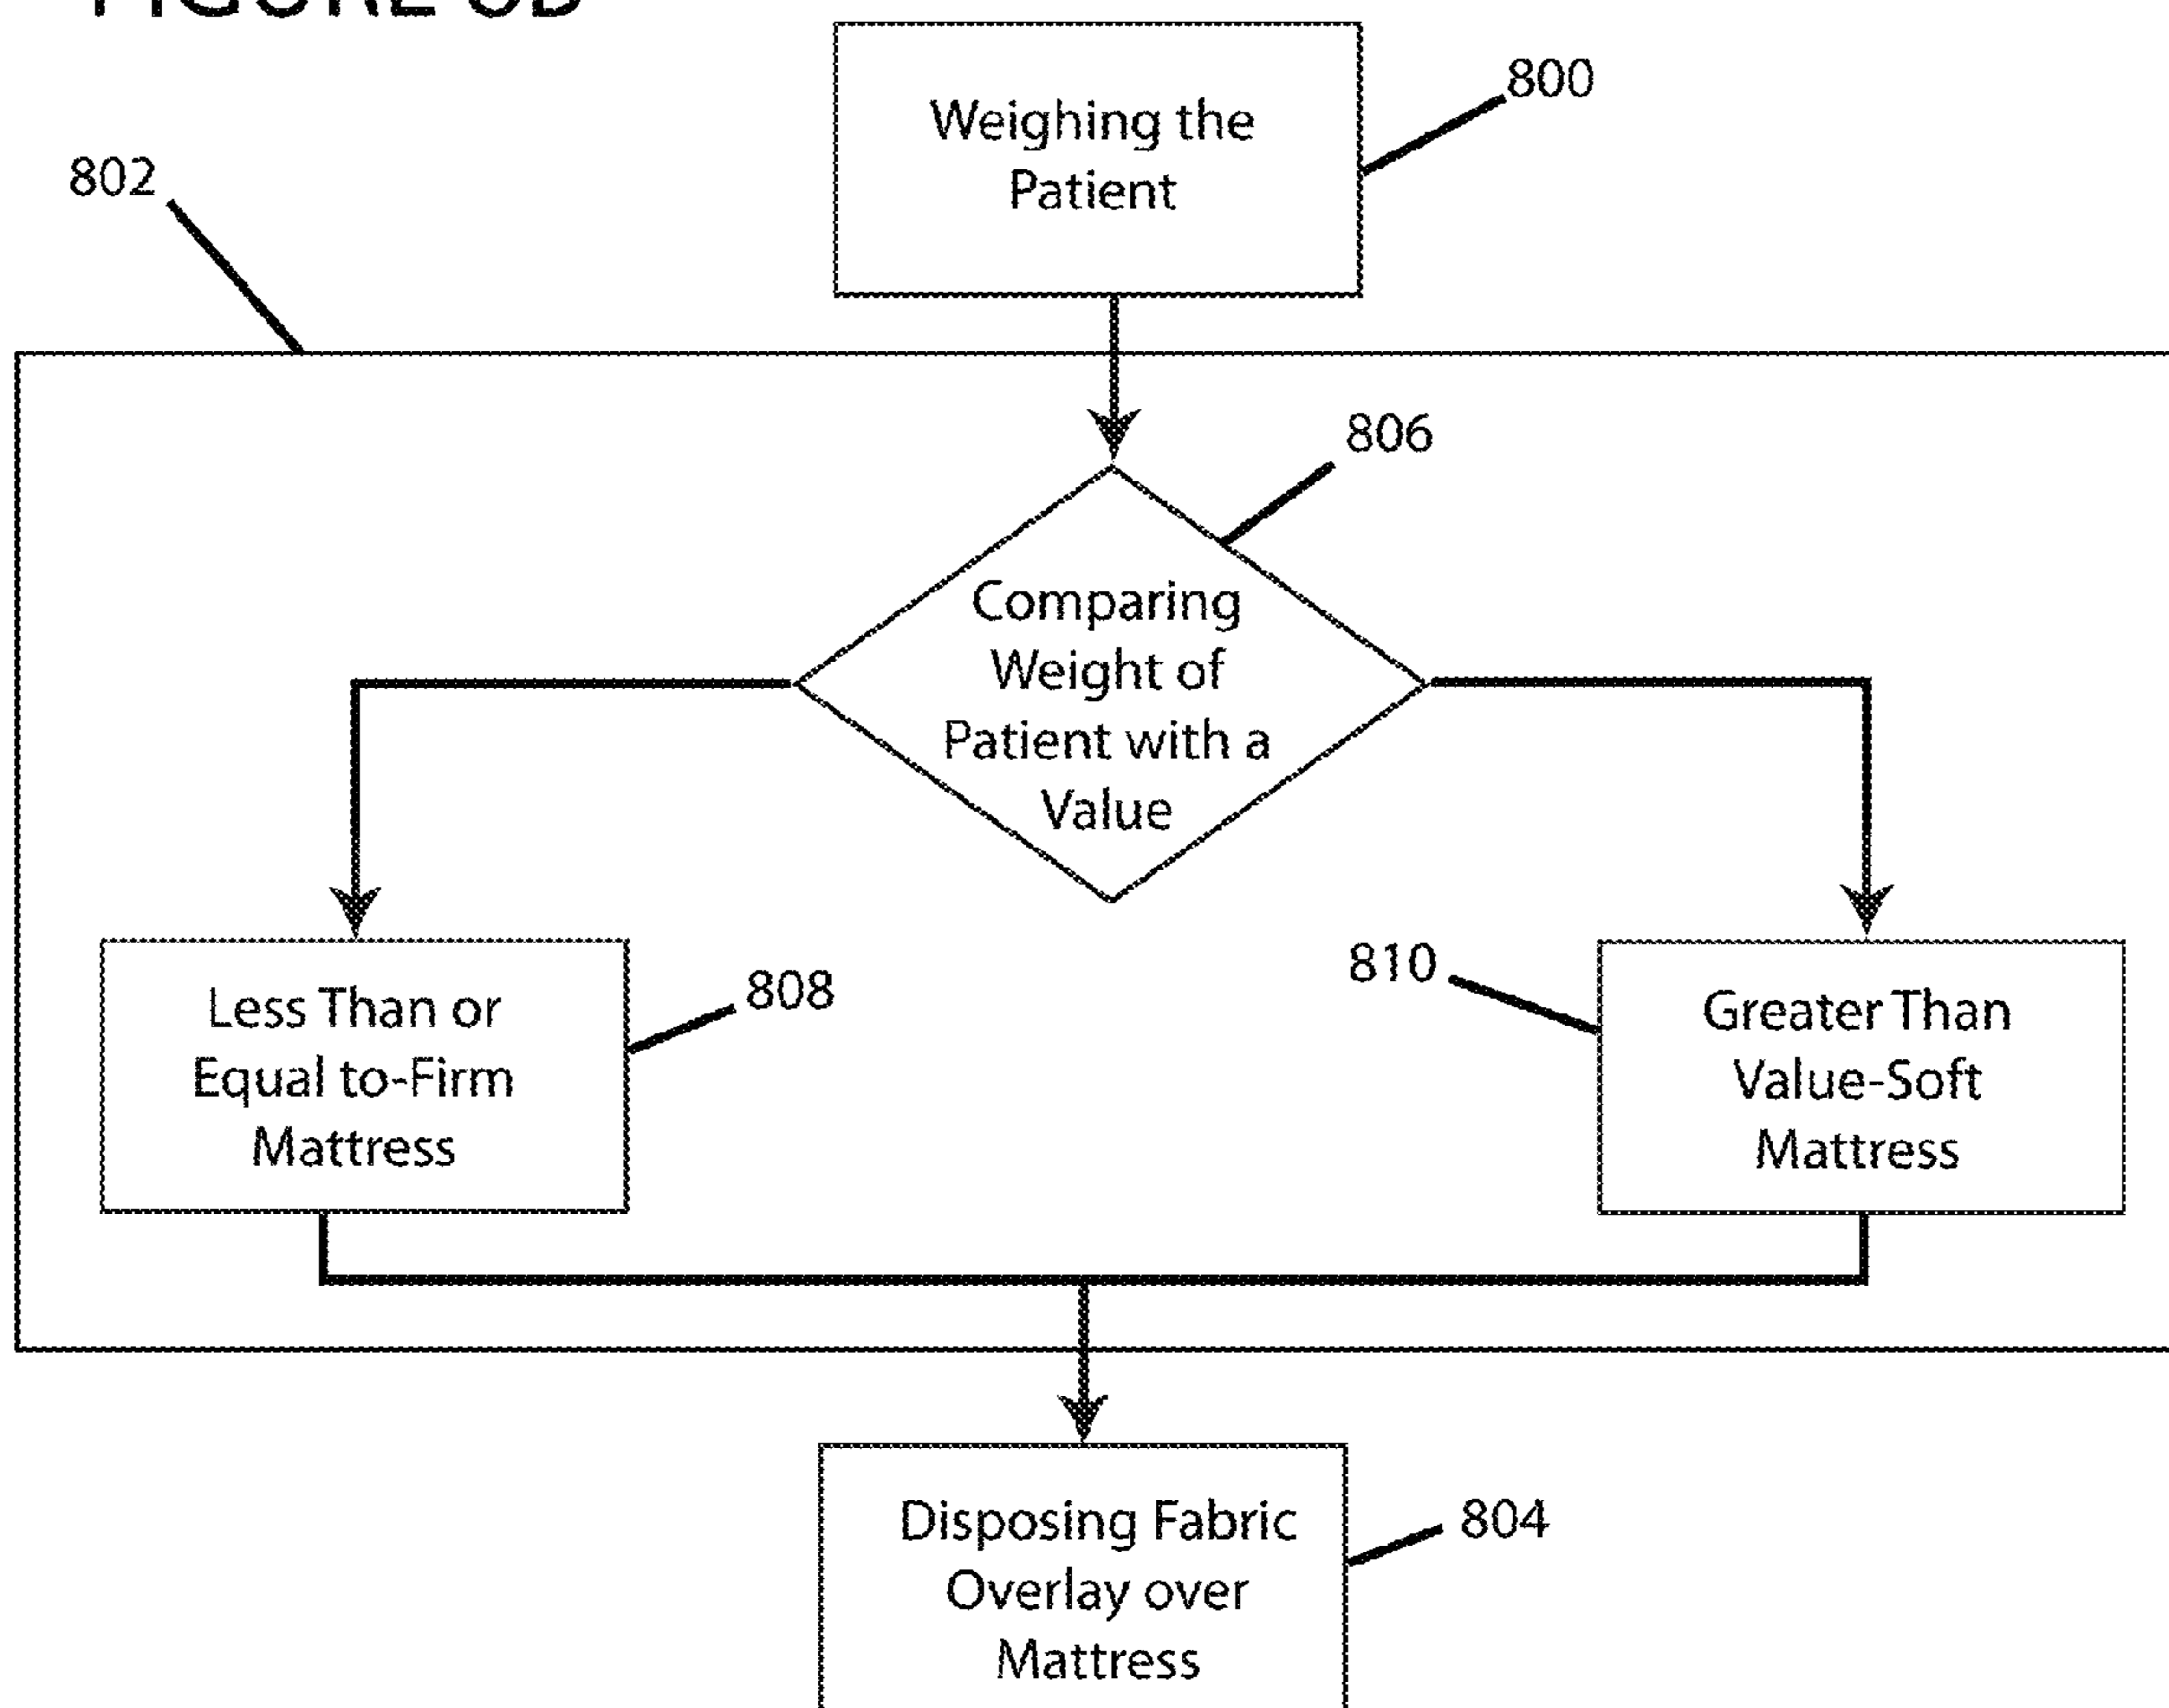 800
Weighing the
Patient
802
806
Comparing
Weight of
Patient with a
Value
808
Less Than or
Equal to-Firm
Mattress
810
Greater Than
Value-Soft
Mattress
804
Disposing Fabric
Overlay over
Mattress